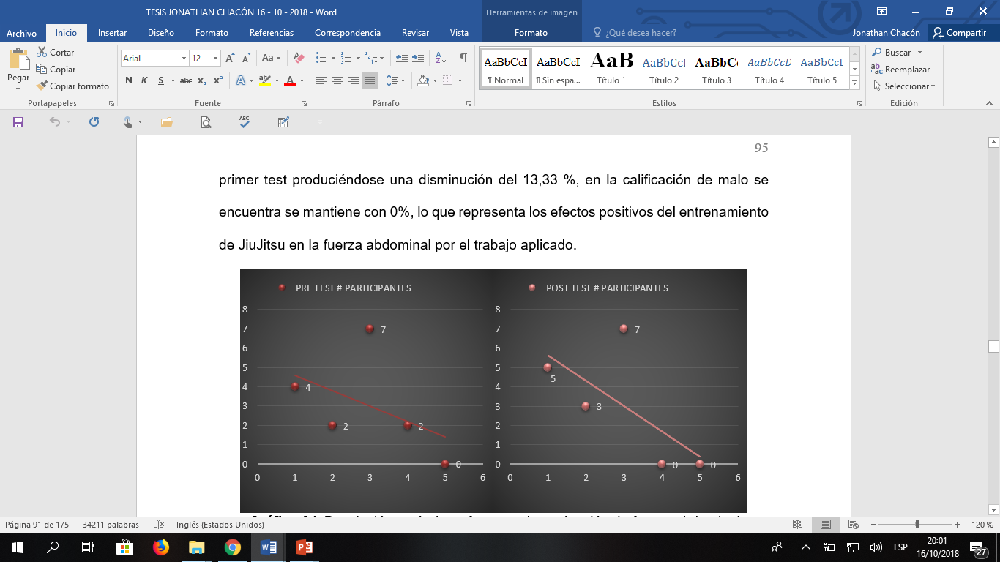 TESIS JONATHAN CHACÓN 16 - 10 - 2018 - Word
Herramientas de imagen
Archivo Inicio Insertar Diseño Formato Referencias Correspondencia Revisar Vista Formato ¿Qué desea hacer? Jonathan Chacón Compartir
Pegar
Cortar
Copiar
Copiar formato
Portapapeles
Arial 12
N K S abc x₂ x²
Fuente
Párrafo
AaBbCcI AaBbCcI AaB AaBbCcI AaBbCc AaBbCcD AaBbCcI
¶ Normal ¶ Sin espa... Título 1 Título 2 Título 3 Título 4 Título 5
Estilos
Buscar
Reemplazar
Seleccionar
Edición
ABC
95
primer test produciéndose una disminución del 13,33 %, en la calificación de malo se
encuentra se mantiene con 0%, lo que representa los efectos positivos del entrenamiento
de JiuJitsu en la fuerza abdominal por el trabajo aplicado.
PRE TEST # PARTICIPANTES
8
7
6
5
4
3
2
1
0
7
4
2
2
0
0 1 2 3 4 5 6
POST TEST # PARTICIPANTES
8
7
6
5
4
3
2
1
0
7
5
3
0
0
0 1 2 3 4 5 6
Página 91 de 175 34211 palabras Inglés (Estados Unidos) 120 %
ESP
20:01
16/10/2018
27